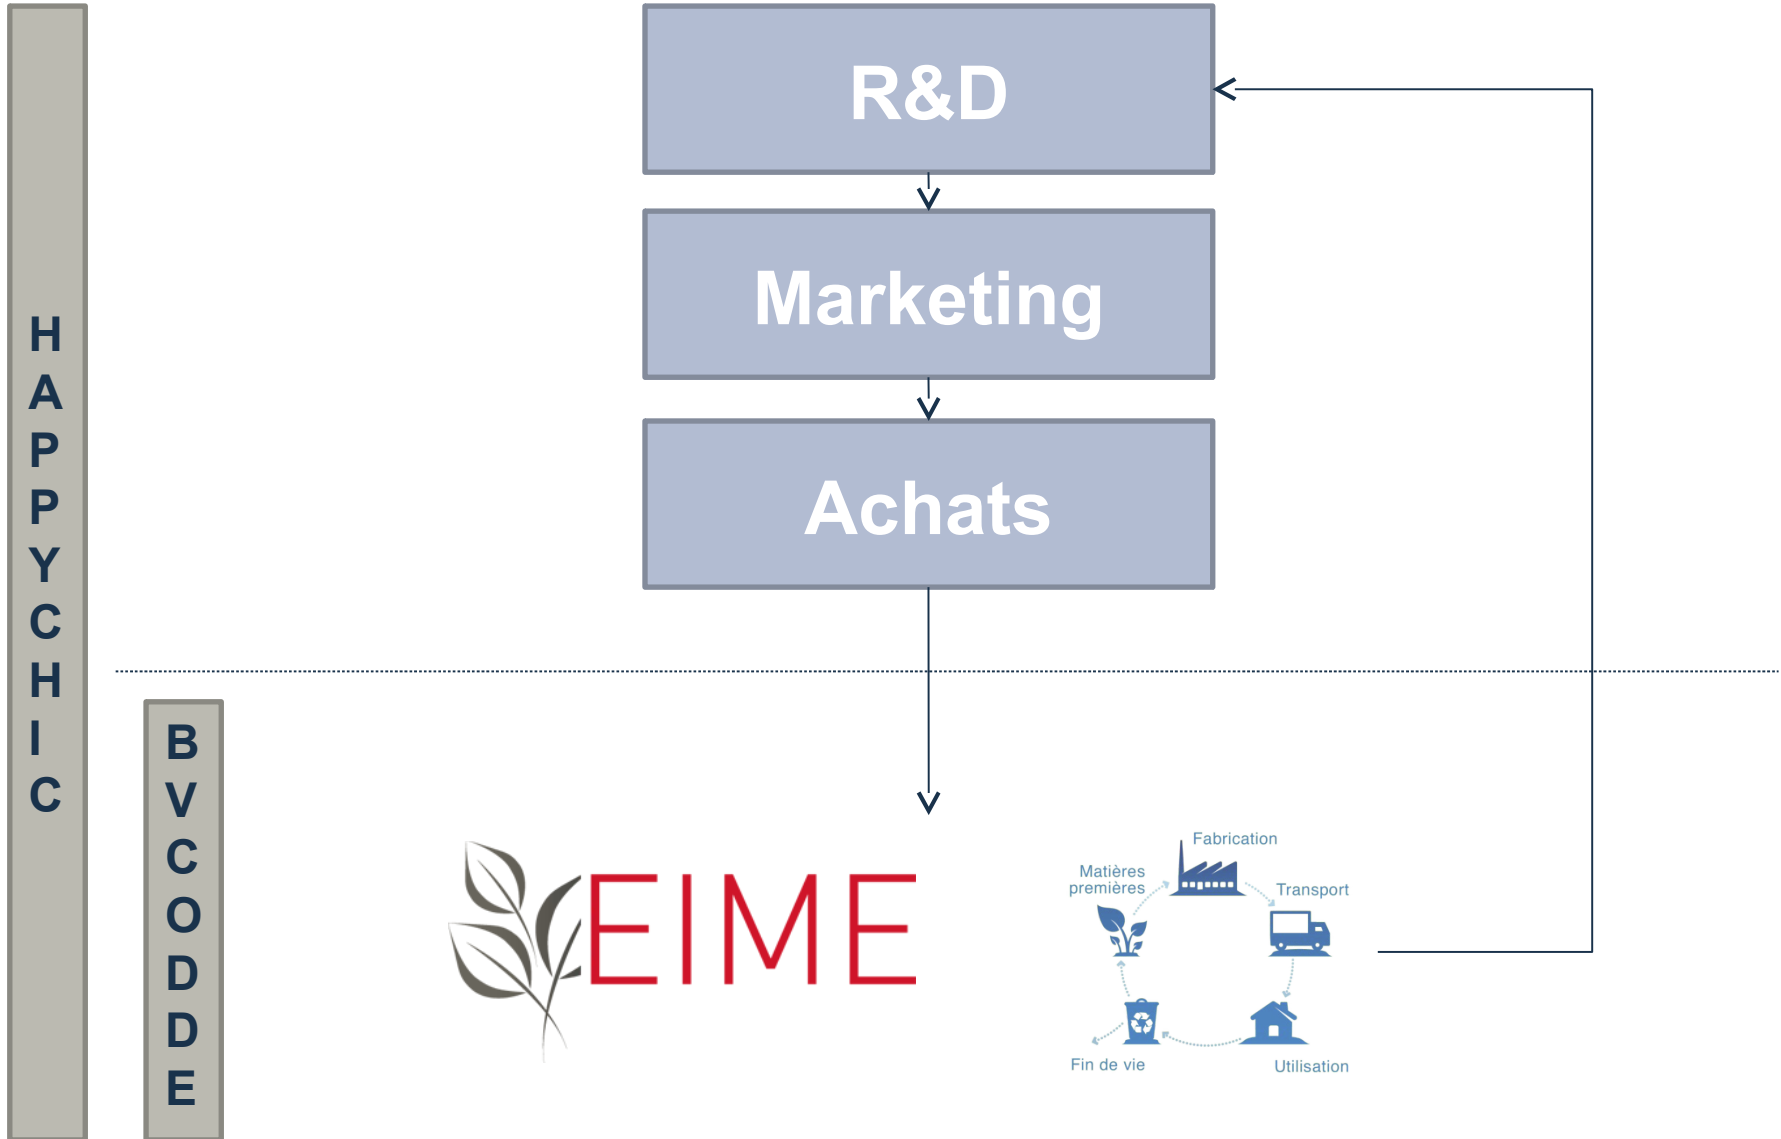 HAPPYCHIC
R&D
Marketing
Achats
BVCODDE
EIME
Fabrication
Matières
premières
Transport
Fin de vie
Utilisation